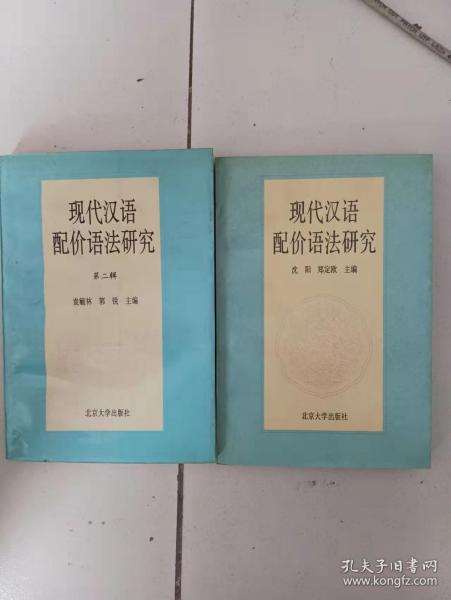 现代汉语
配价语法研究
第二辑
袁毓林 郭 锐 主编
北京大学出版社
现代汉语
配价语法研究
沈 阳 郑定欧 主编
北京大学出版社
孔夫子旧书网
www.kongfz.com